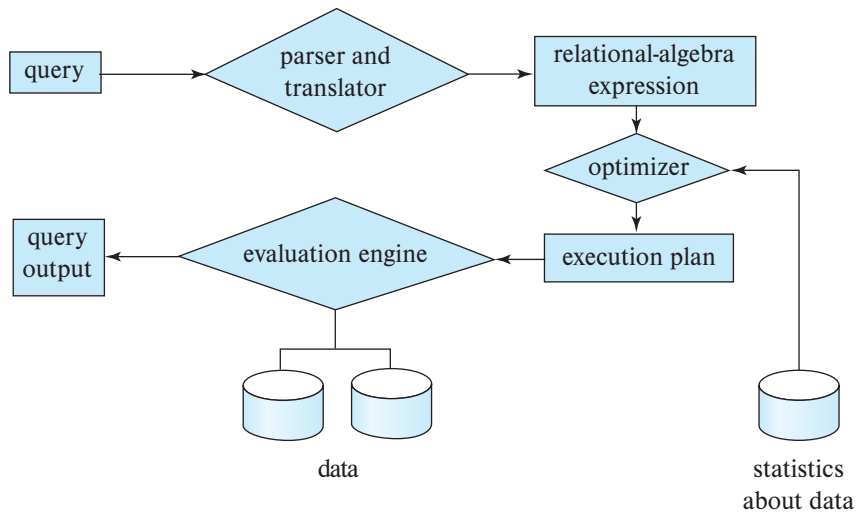 query
parser and
translator
relational-algebra
expression
optimizer
query
output
evaluation engine
execution plan
data
statistics
about data